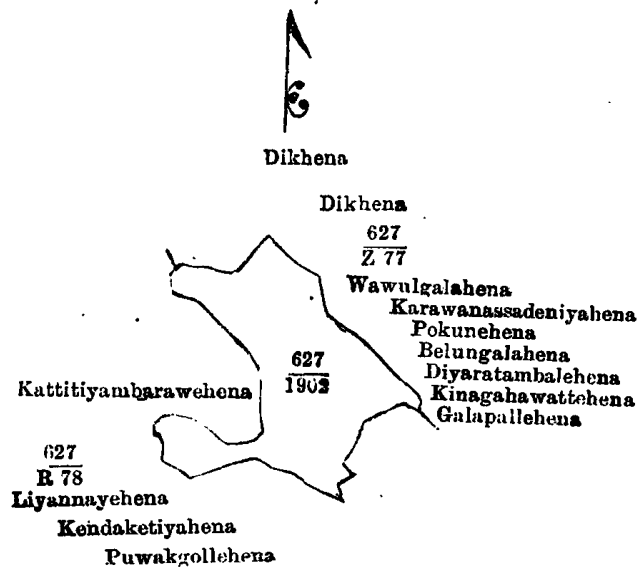 Dikhena
Dikhena
627
Z 77
Wawulgalahena
Karawanassadeniyahena
Pokunehena
Belungalahena
Diyaratambalehena
Kinagahawattehena
Galapallehena
627
1902
Kattitiyambarawehena
627
R 78
Liyannayehena
Kendaketiyahena
Puwakgollehena